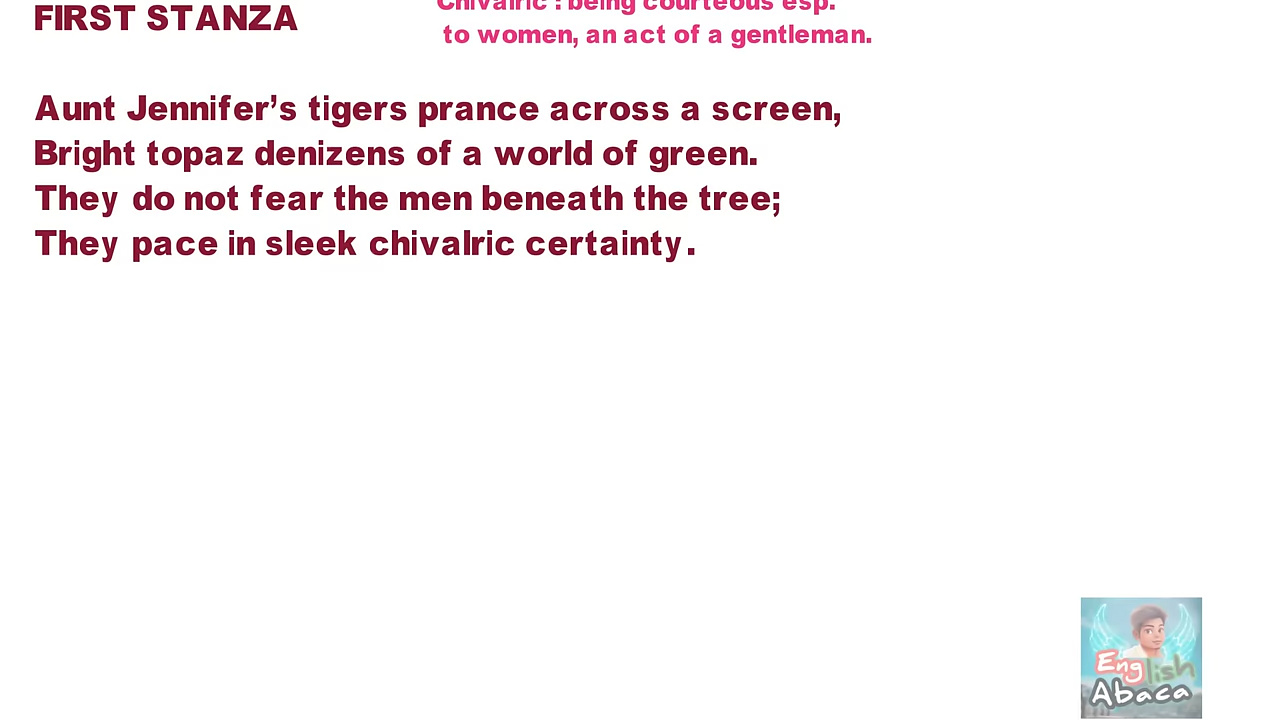 FIRST STANZA
Chivalric : being courteous esp.
to women, an act of a gentleman.
Aunt Jennifer’s tigers prance across a screen,
Bright topaz denizens of a world of green.
They do not fear the men beneath the tree;
They pace in sleek chivalric certainty.
English
Abaca